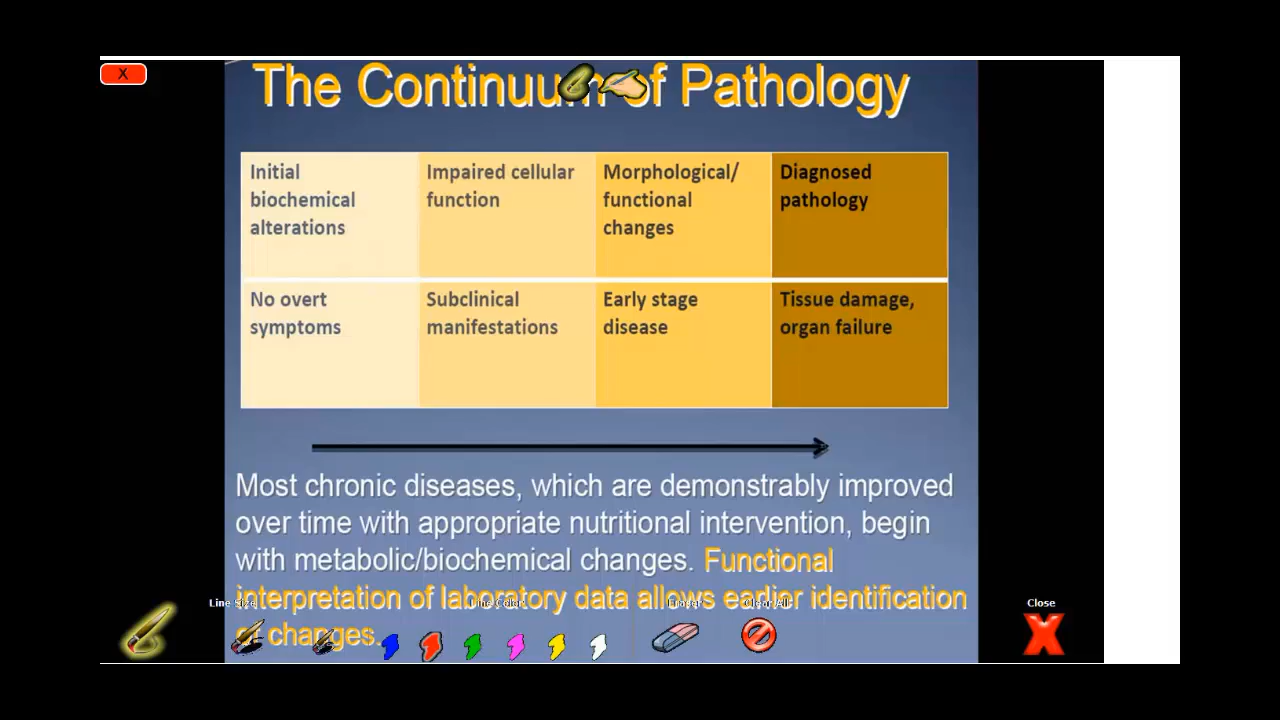 X
The Continuum of Pathology
Initial
biochemical
alterations
Impaired cellular
function
Morphological/
functional
changes
Diagnosed
pathology
No overt
symptoms
Subclinical
manifestations
Early stage
disease
Tissue damage,
organ failure
Most chronic diseases, which are demonstrably improved
over time with appropriate nutritional intervention, begin
with metabolic/biochemical changes. Functional
interpretation of laboratory data allows earlier identification
of changes.
Line Size
Line Color
Eraser
Clear All
Close